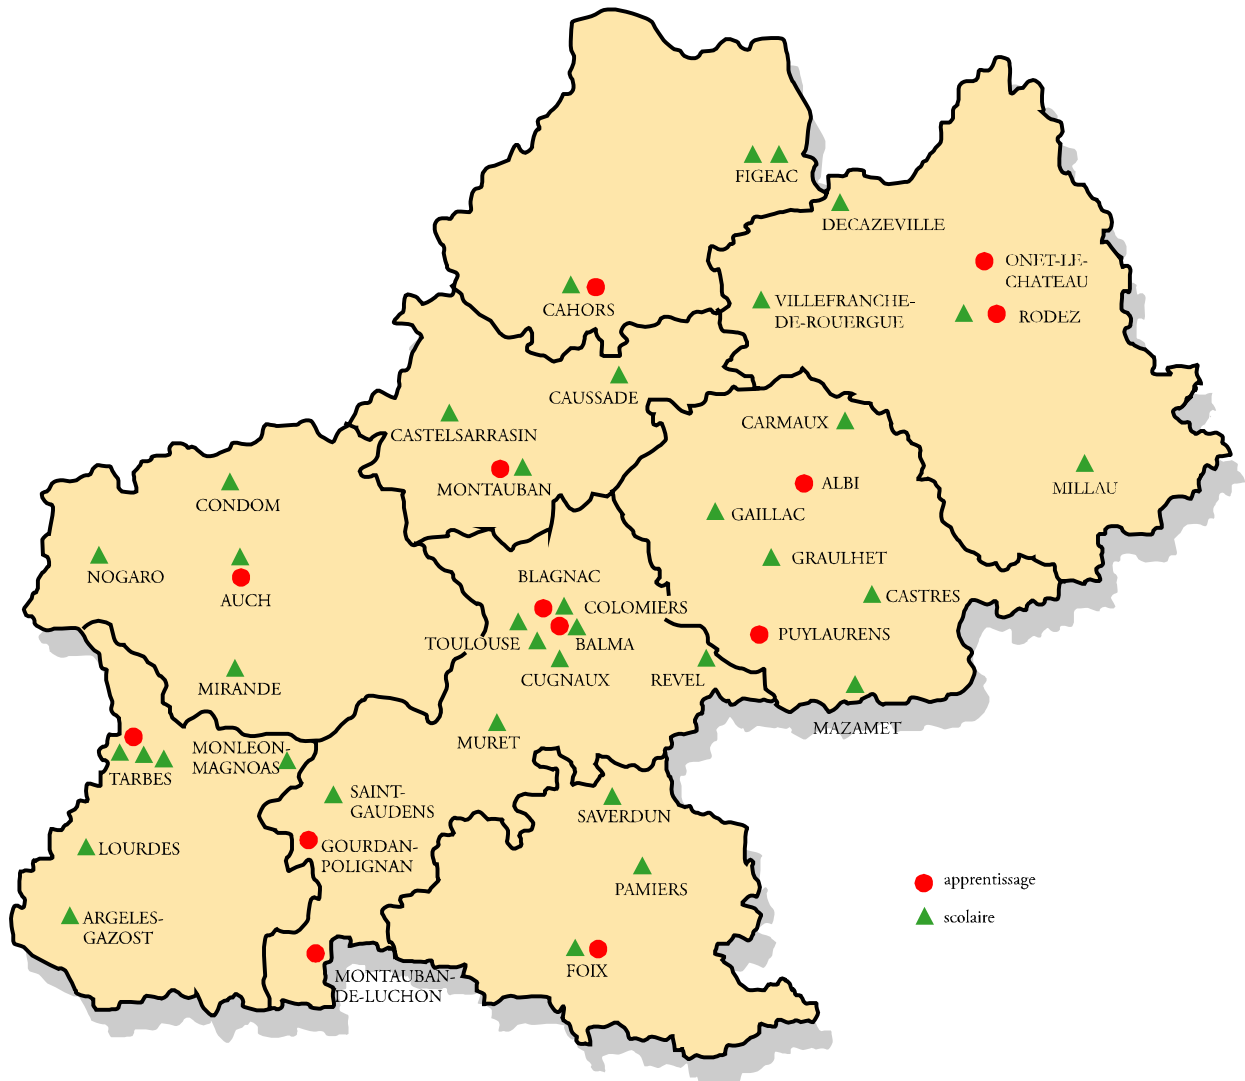 FIGEAC
DECAZEVILLE
ONET-LE-
CHATEAU
VILLEFRANCHE-
DE-ROUERGUE
RODEZ
CAHORS
CAUSSADE
CARMAUX
CASTELSARRASIN
MONTAUBAN
ALBI
MILLAU
CONDOM
GAILLAC
GRAULHET
NOGARO
AUCH
BLAGNAC
COLOMIERS
CASTRES
TOULOUSE
BALMA
PUYLAURENS
CUGNAUX
REVEL
MIRANDE
MAZAMET
MURET
MONLEON-
MAGNOAS
TARBES
SAINT-
GAUDENS
SAVERDUN
LOURDES
GOURDAN-
POLIGNAN
PAMIERS
apprentissage
scolaire
ARGELES-
GAZOST
FOIX
MONTAUBAN-
DE-LUCHON